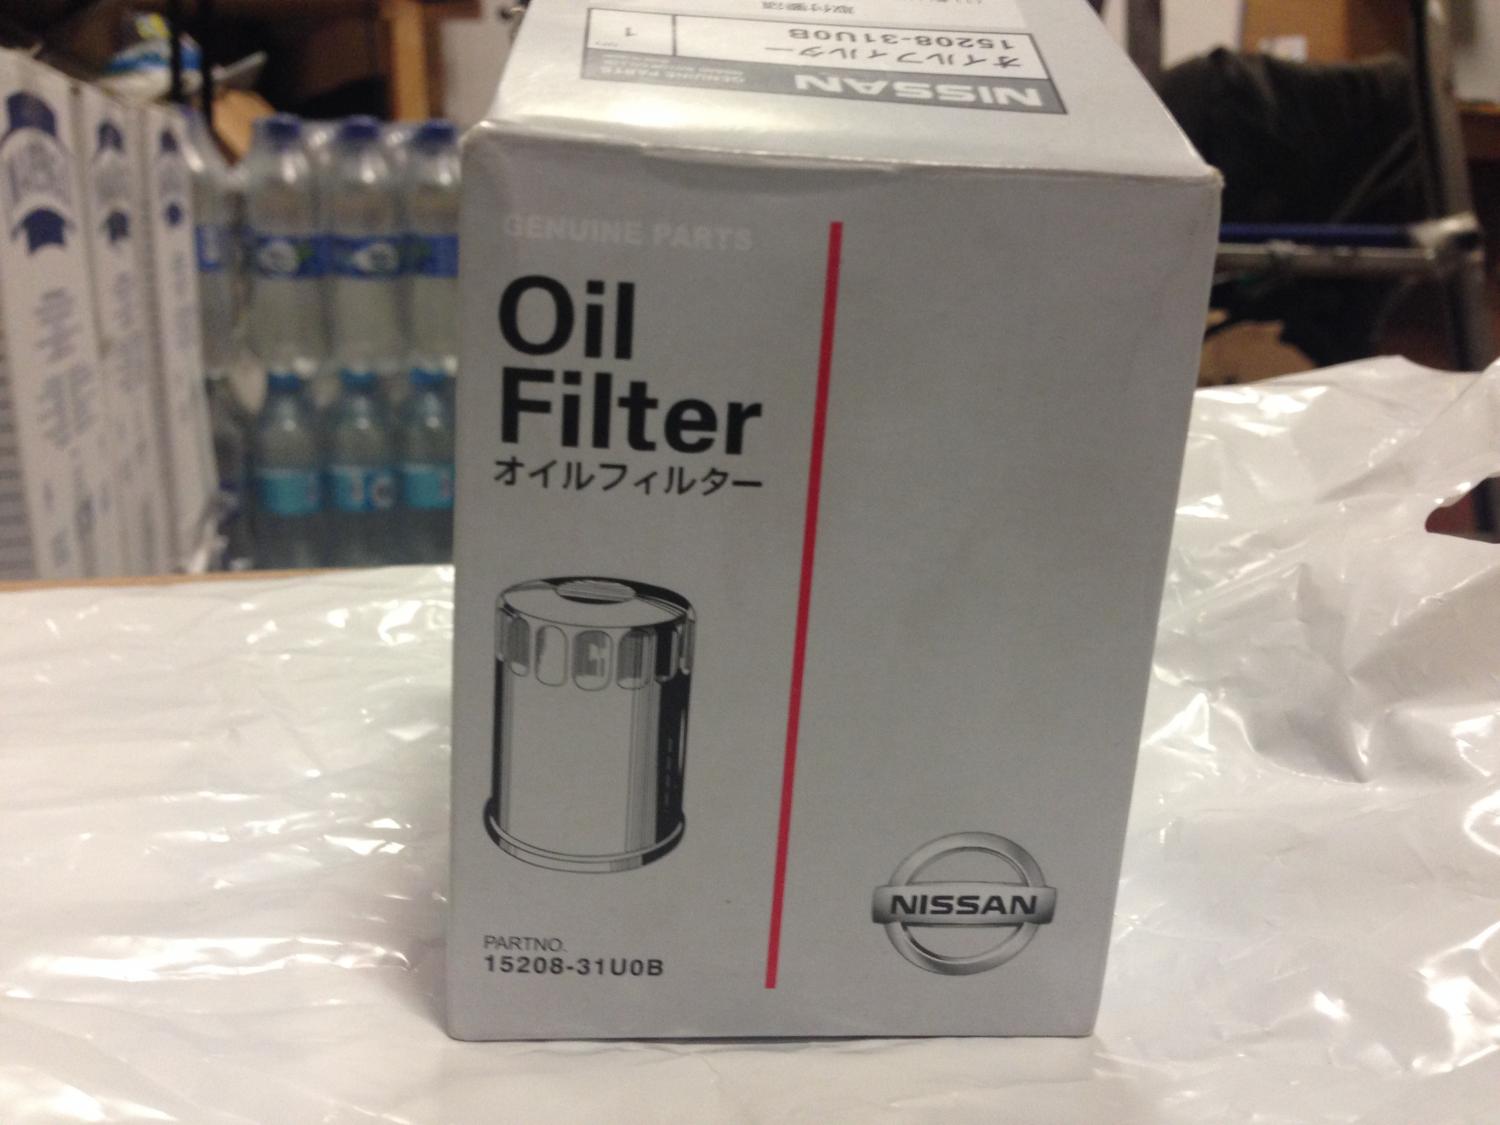 NISSAN
GENUINE PARTS
オイルフィルター
15208-31U0B
1
GENUINE PARTS
Oil
Filter
オイルフィルター
PARTNO.
15208-31U0B
NISSAN